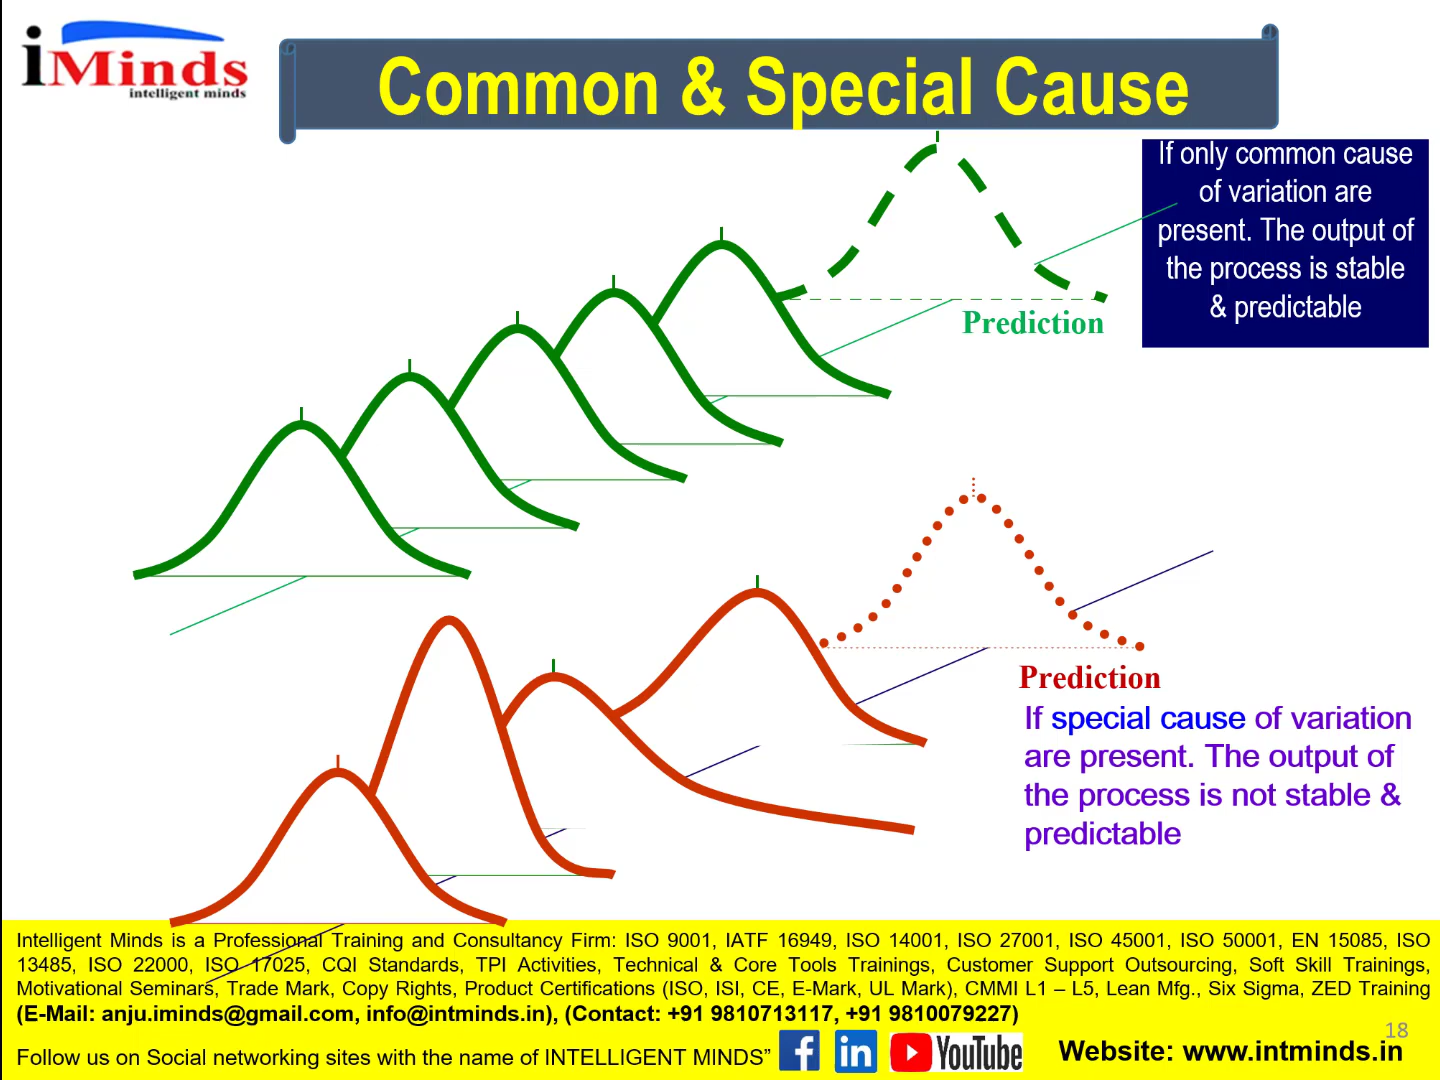 iMinds
intelligent minds
Common & Special Cause
If only common cause
of variation are
present. The output of
the process is stable
& predictable
Prediction
Prediction
If special cause of variation
are present. The output of
the process is not stable &
predictable
Intelligent Minds is a Professional Training and Consultancy Firm: ISO 9001, IATF 16949, ISO 14001, ISO 27001, ISO 45001, ISO 50001, EN 15085, ISO
13485, ISO 22000, ISO 17025, CQI Standards, TPI Activities, Technical & Core Tools Trainings, Customer Support Outsourcing, Soft Skill Trainings,
Motivational Seminars, Trade Mark, Copy Rights, Product Certifications (ISO, ISI, CE, E-Mark, UL Mark), CMMI L1 – L5, Lean Mfg., Six Sigma, ZED Training
(E-Mail: anju.iminds@gmail.com, info@intminds.in), (Contact: +91 9810713117, +91 9810079227)
18
Follow us on Social networking sites with the name of INTELLIGENT MINDS” f in YouTube Website: www.intminds.in